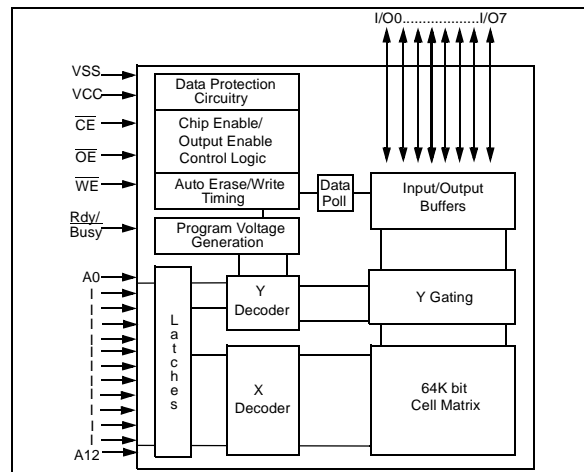 I/O0...................I/O7
VSS
VCC
CE
OE
WE
Rdy/
Busy
A0
A12
Data Protection
Circuitry
Chip Enable/
Output Enable
Control Logic
Auto Erase/Write
Timing
Data
Poll
Input/Output
Buffers
Program Voltage
Generation
Latches
Y
Decoder
Y Gating
X
Decoder
64K bit
Cell Matrix